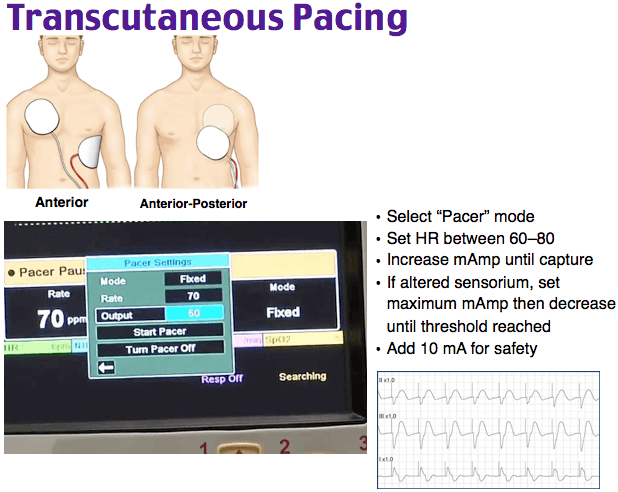 Transcutaneous Pacing
Anterior
Anterior-Posterior
• Select “Pacer” mode
• Set HR between 60–80
• Increase mAmp until capture
• If altered sensorium, set
maximum mAmp then decrease
until threshold reached
• Add 10 mA for safety
Pacer Settings
Pacer Pau
Mode Fixed
Rate 70
Output 50
Start Pacer
Turn Pacer Off
Rate
70 ppm
Mode
Fixed
HR
/min SpO2
Resp Off
Searching
1 2 3
II x1.0
III x1.0
I x1.0